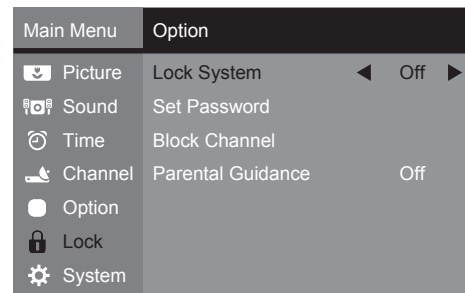 Main Menu Option
Picture Lock System Off
Sound Set Password
Time Block Channel
Channel Parental Guidance Off
Option
Lock
System